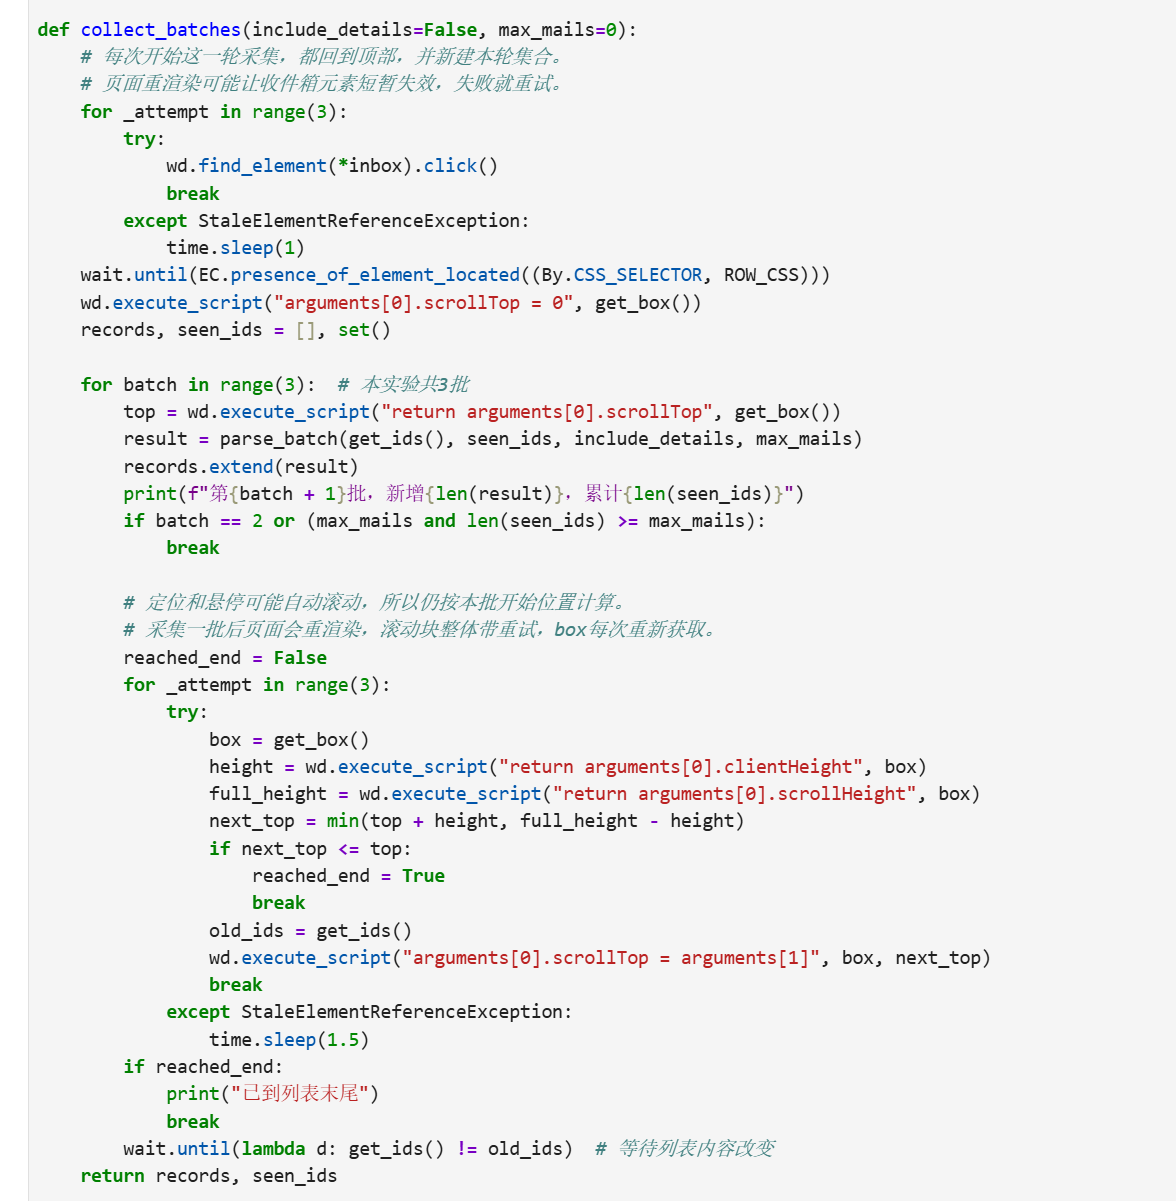 def collect_batches(include_details=False, max_mails=0):
    # 每次开始这一轮采集，都回到顶部，并新建本轮集合。
    # 页面重渲染可能让收件箱元素短暂失效，失败就重试。
    for _attempt in range(3):
        try:
            wd.find_element(*inbox).click()
            break
        except StaleElementReferenceException:
            time.sleep(1)
    wait.until(EC.presence_of_element_located((By.CSS_SELECTOR, ROW_CSS)))
    wd.execute_script("arguments[0].scrollTop = 0", get_box())
    records, seen_ids = [], set()

    for batch in range(3):  # 本实验共3批
        top = wd.execute_script("return arguments[0].scrollTop", get_box())
        result = parse_batch(get_ids(), seen_ids, include_details, max_mails)
        records.extend(result)
        print(f"第{batch + 1}批，新增{len(result)}，累计{len(seen_ids)}")
        if batch == 2 or (max_mails and len(seen_ids) >= max_mails):
            break

        # 定位和悬停可能自动滚动，所以仍按本批开始位置计算。
        # 采集一批后页面会重渲染，滚动块整体带重试，box每次重新获取。
        reached_end = False
        for _attempt in range(3):
            try:
                box = get_box()
                height = wd.execute_script("return arguments[0].clientHeight", box)
                full_height = wd.execute_script("return arguments[0].scrollHeight", box)
                next_top = min(top + height, full_height - height)
                if next_top <= top:
                    reached_end = True
                    break
                old_ids = get_ids()
                wd.execute_script("arguments[0].scrollTop = arguments[1]", box, next_top)
                break
            except StaleElementReferenceException:
                time.sleep(1.5)
        if reached_end:
            print("已到列表末尾")
            break
        wait.until(lambda d: get_ids() != old_ids)  # 等待列表内容改变
    return records, seen_ids